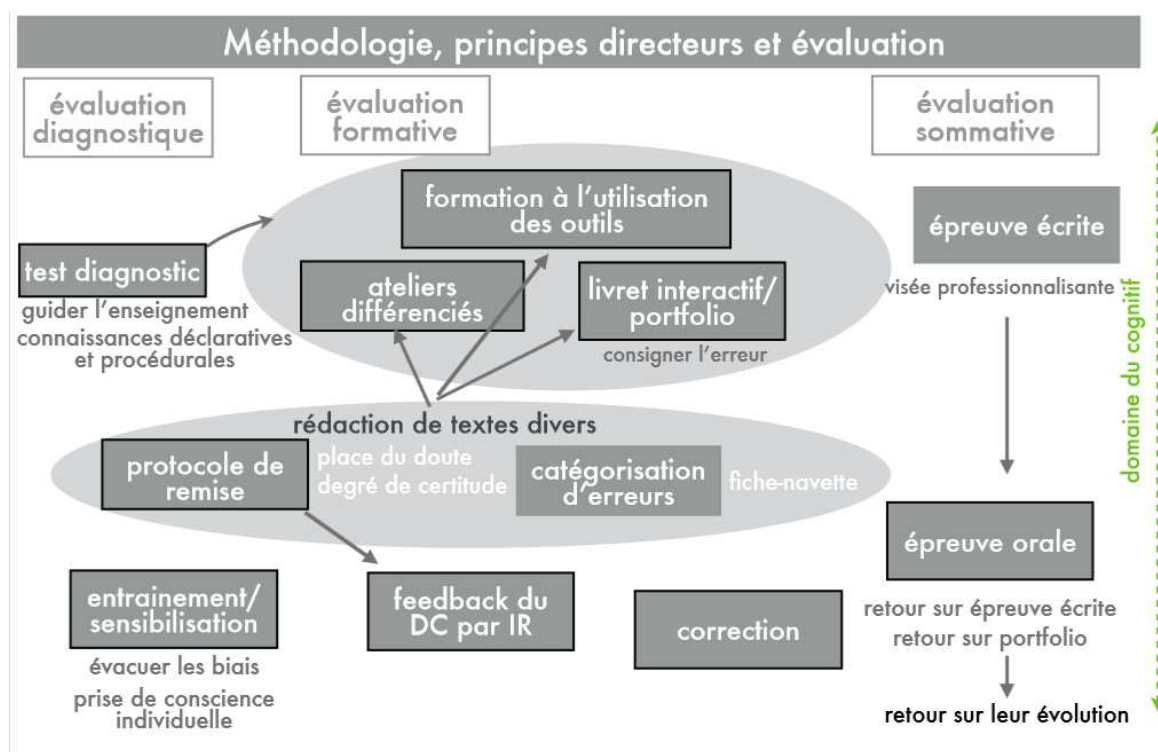 Méthodologie, principes directeurs et évaluation
évaluation
diagnostique
évaluation
formative
évaluation
sommative
formation à l'utilisation
des outils
épreuve écrite
visée professionnalisante
test diagnostic
guider l'enseignement
connaissances déclaratives
et procédurales
ateliers
différenciés
livret interactif/
portfolio
consigner l'erreur
domaine du cognitif
rédaction de textes divers
protocole de
remise
place du doute
degré de certitude
catégorisation
d'erreurs
fiche-navette
épreuve orale
retour sur épreuve écrite
retour sur portfolio
retour sur leur évolution
entrainement/
sensibilisation
évacuer les biais
prise de conscience
individuelle
feedback du
DC par IR
correction